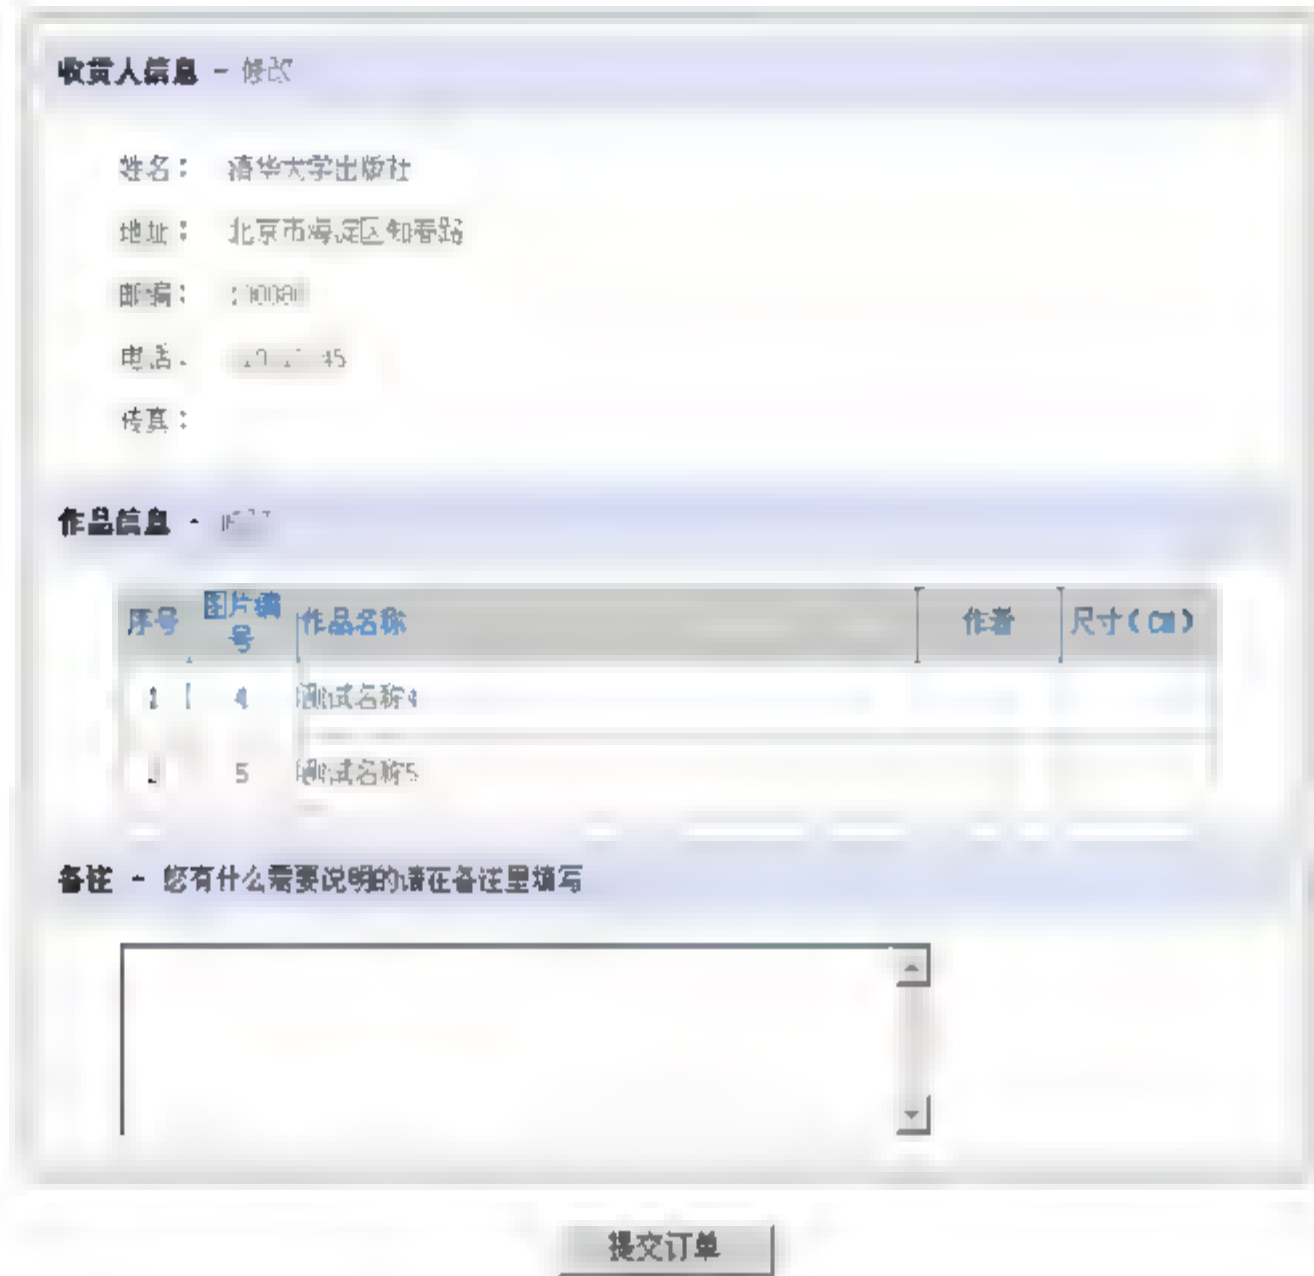 收货人信息 - 修改
姓名： 清华大学出版社
地址： 北京市海淀区知春路
邮编：
电话：
传真：
作品信息 -
序号 图片编号 作品名称 作者 尺寸(CM)
1 4 测试名称4
5 测试名称5
备注 - 您有什么需要说明的请在备注里填写
提交订单